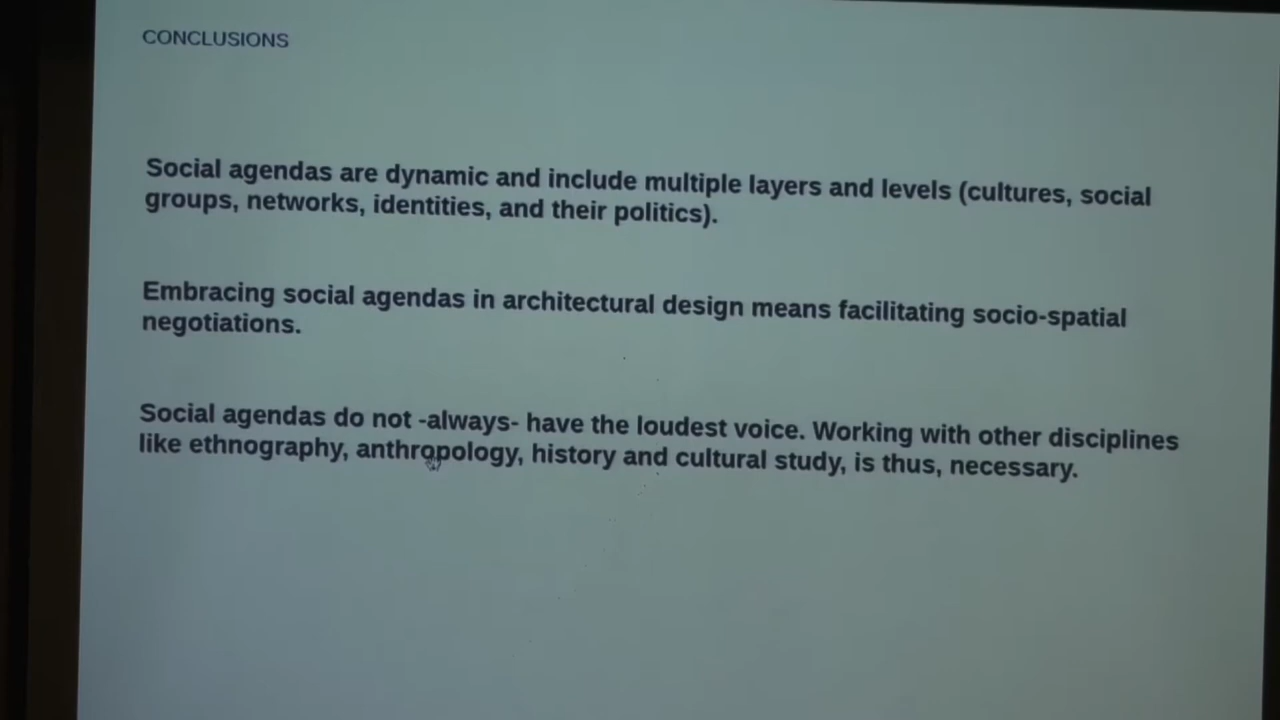 CONCLUSIONS
Social agendas are dynamic and include multiple layers and levels (cultures, social
groups, networks, identities, and their politics).
Embracing social agendas in architectural design means facilitating socio-spatial
negotiations.
Social agendas do not -always- have the loudest voice. Working with other disciplines
like ethnography, anthropology, history and cultural study, is thus, necessary.